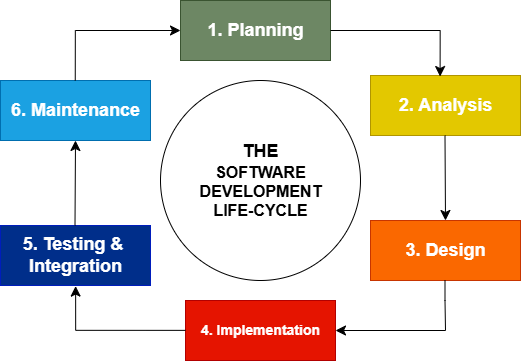 1. Planning
2. Analysis
3. Design
4. Implementation
5. Testing &
Integration
6. Maintenance
THE
SOFTWARE
DEVELOPMENT
LIFE-CYCLE